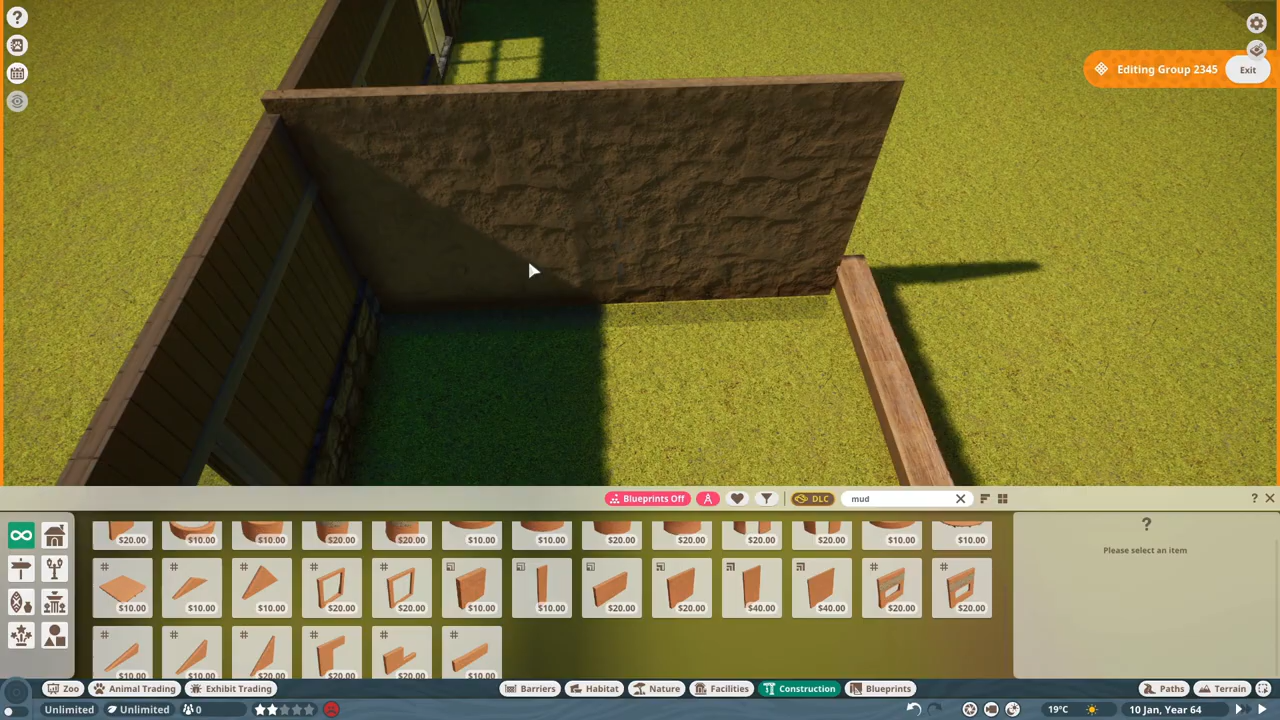 ?
Editing Group 2345
Exit
Blueprints Off
DLC
mud
?
$20.00 $10.00 $10.00 $20.00 $20.00 $10.00 $20.00 $20.00 $20.00 $20.00 $10.00 $10.00
$10.00 $10.00 $10.00 $20.00 $20.00 $10.00 $10.00 $20.00 $20.00 $40.00 $40.00 $20.00 $20.00
$10.00 $20.00 $20.00 $20.00 $20.00 $10.00
?
Please select an item
Zoo
Animal Trading
Exhibit Trading
Barriers
Habitat
Nature
Facilities
Construction
Blueprints
Paths
Terrain
Unlimited
Unlimited
0
19°C
10 Jan, Year 64